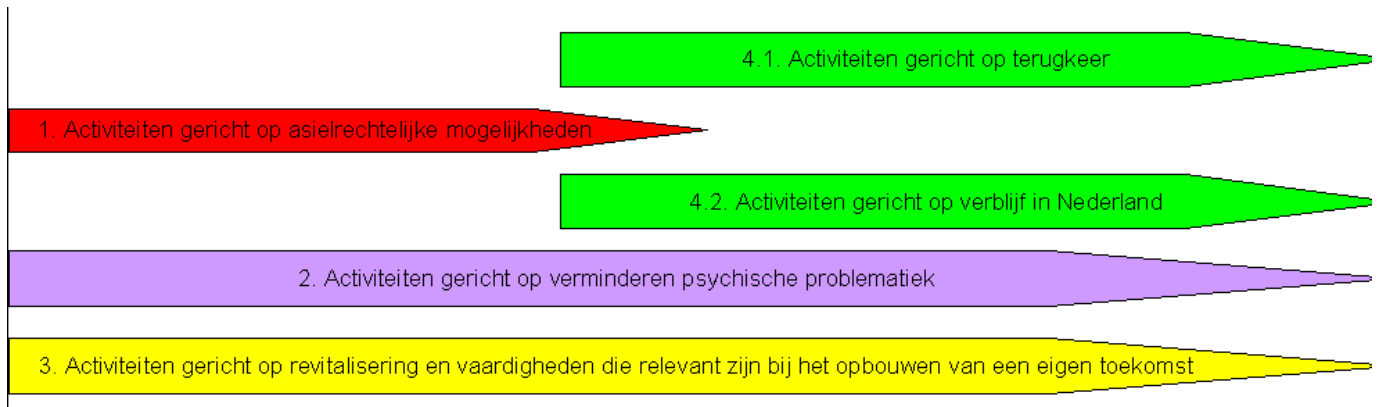 4.1. Activiteiten gericht op terugkeer
1. Activiteiten gericht op asielrechtelijke mogelijkheden
4.2. Activiteiten gericht op verblijf in Nederland
2. Activiteiten gericht op verminderen psychische problematiek
3. Activiteiten gericht op revitalisering en vaardigheden die relevant zijn bij het opbouwen van een eigen toekomst